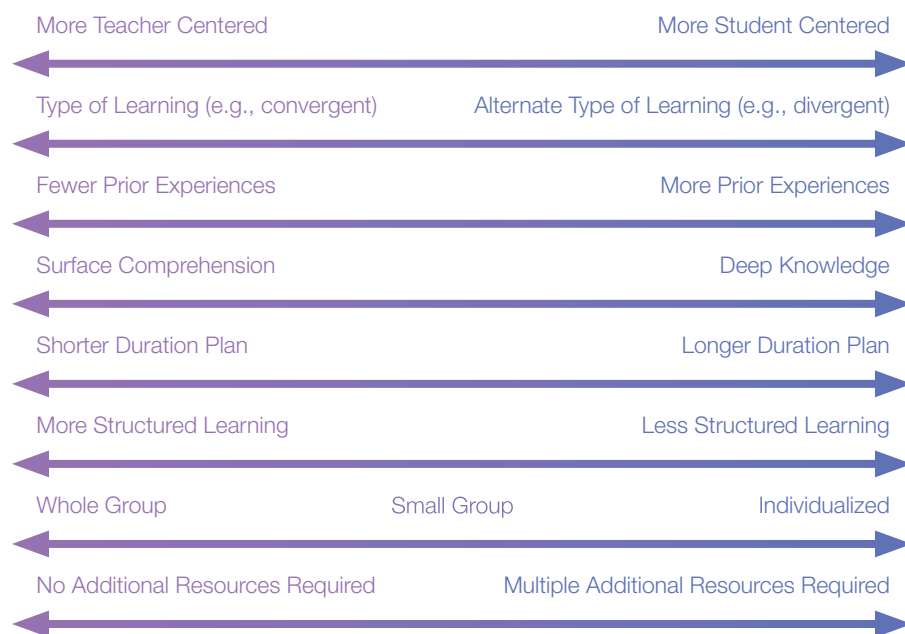 More Teacher Centered More Student Centered
Type of Learning (e.g., convergent) Alternate Type of Learning (e.g., divergent)
Fewer Prior Experiences More Prior Experiences
Surface Comprehension Deep Knowledge
Shorter Duration Plan Longer Duration Plan
More Structured Learning Less Structured Learning
Whole Group Small Group Individualized
No Additional Resources Required Multiple Additional Resources Required